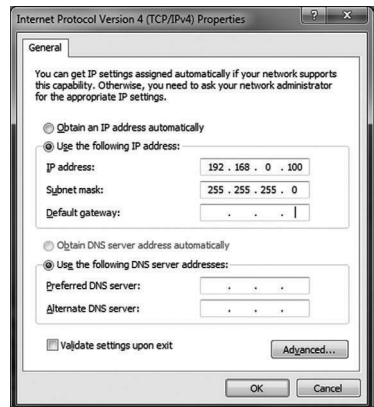 Internet Protocol Version 4 (TCP/IPv4) Properties
General
You can get IP settings assigned automatically if your network supports
this capability. Otherwise, you need to ask your network administrator
for the appropriate IP settings.
Obtain an IP address automatically
Use the following IP address:
IP address: 192 . 168 . 0 . 100
Subnet mask: 255 . 255 . 255 . 0
Default gateway: . . .
Obtain DNS server address automatically
Use the following DNS server addresses:
Preferred DNS server: . . .
Alternate DNS server: . . .
Validate settings upon exit
Advanced...
OK Cancel